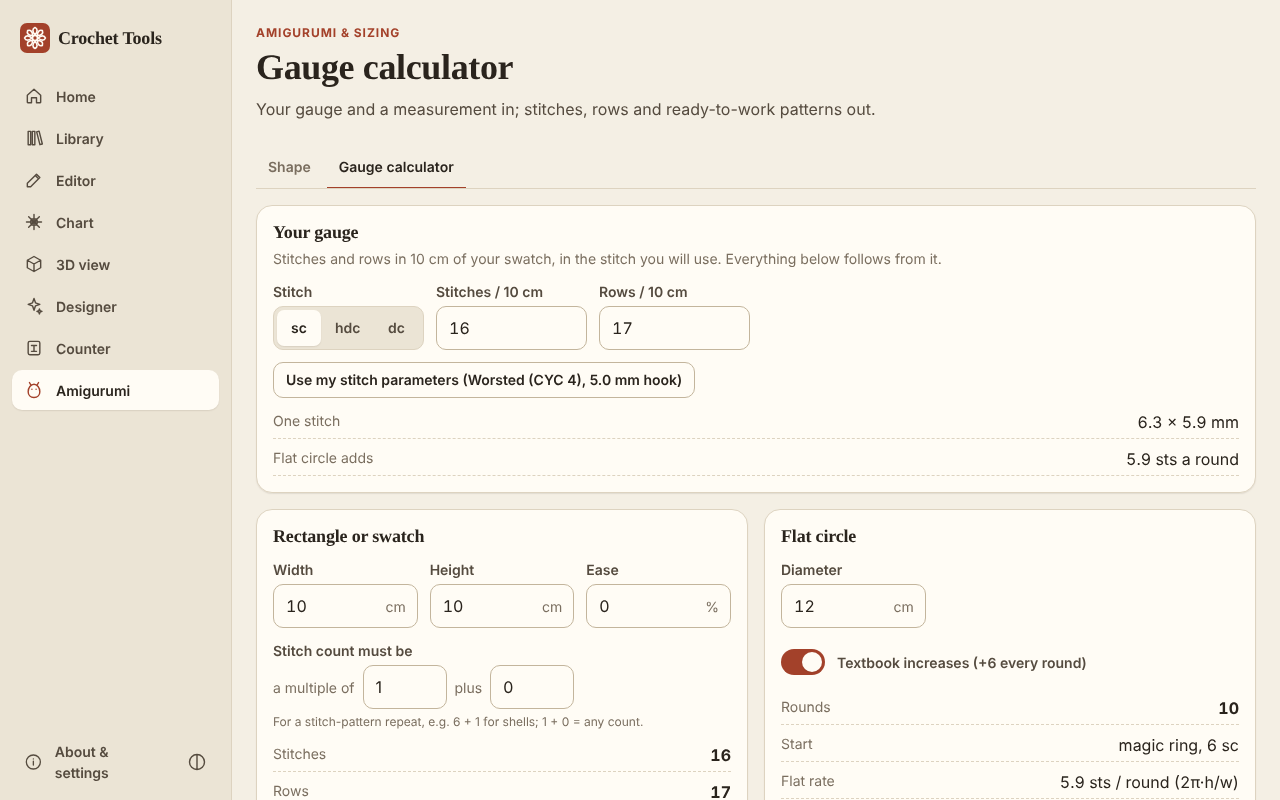 Crochet Tools
Home
Library
Editor
Chart
3D view
Designer
Counter
Amigurumi
About & settings
AMIGURUMI & SIZING
Gauge calculator
Your gauge and a measurement in; stitches, rows and ready-to-work patterns out.
Shape Gauge calculator
Your gauge
Stitches and rows in 10 cm of your swatch, in the stitch you will use. Everything below follows from it.
Stitch Stitches / 10 cm Rows / 10 cm
sc hdc dc 16 17
Use my stitch parameters (Worsted (CYC 4), 5.0 mm hook)
One stitch 6.3 × 5.9 mm
Flat circle adds 5.9 sts a round
Rectangle or swatch
Width Height Ease
10 cm 10 cm 0 %
Stitch count must be
a multiple of 1 plus 0
For a stitch-pattern repeat, e.g. 6 + 1 for shells; 1 + 0 = any count.
Stitches 16
Rows 17
Flat circle
Diameter
12 cm
Textbook increases (+6 every round)
Rounds 10
Start magic ring, 6 sc
Flat rate 5.9 sts / round (2π·h/w)